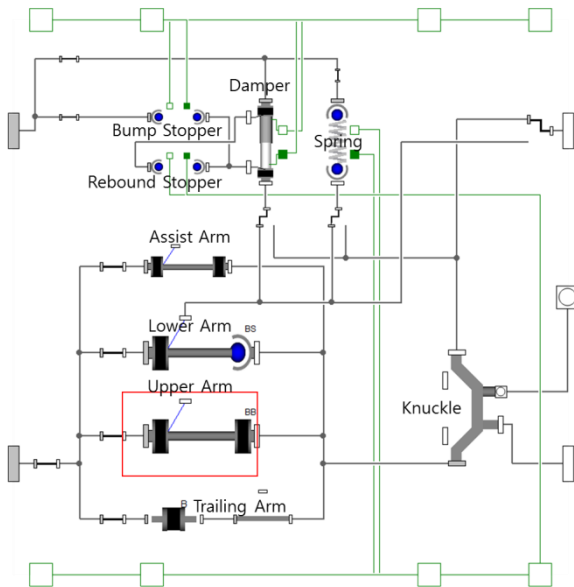 Damper
Bump Stopper
Spring
Rebound Stopper
Assist Arm
Lower Arm
BS
Upper Arm
BB
Knuckle
B
Trailing Arm